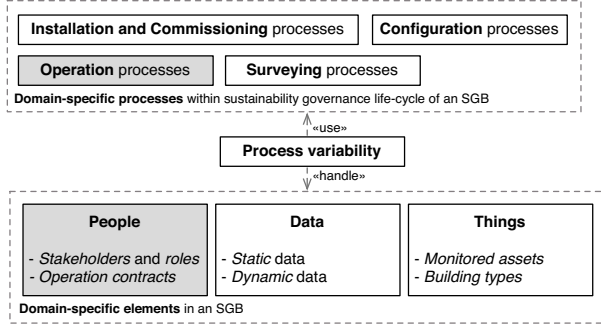 Installation and Commissioning processes
Configuration processes
Operation processes
Surveying processes
Domain-specific processes within sustainability governance life-cycle of an SGB
«use»
Process variability
«handle»
People
- Stakeholders and roles
- Operation contracts
Data
- Static data
- Dynamic data
Things
- Monitored assets
- Building types
Domain-specific elements in an SGB